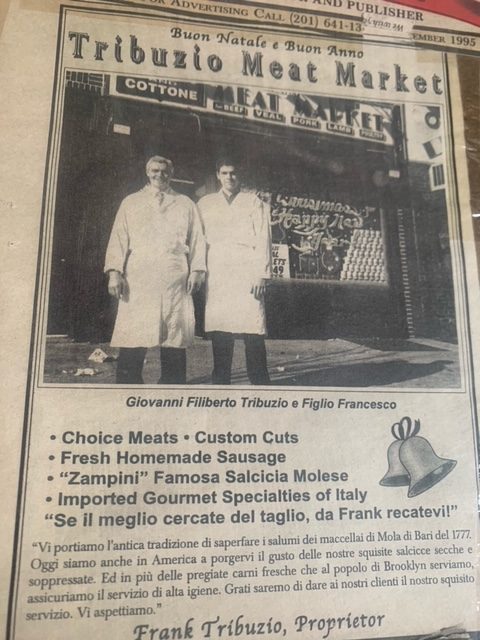 AND PUBLISHER
FOR ADVERTISING CALL (201) 641-13
EMBER 1995
Buon Natale e Buon Anno
Tribuzio Meat Market
COTTONE
MEAT MARKET
BEEF VEAL PORK LAMB
Christmas
Happy New
Year
Giovanni Filiberto Tribuzio e Figlio Francesco
• Choice Meats • Custom Cuts
• Fresh Homemade Sausage
• "Zampini" Famosa Salcicia Molese
• Imported Gourmet Specialties of Italy
"Se il meglio cercate del taglio, da Frank recatevi!"
"Vi portiamo l'antica tradizione di saperfare i salumi dei maccellai di Mola di Bari del 1777.
Oggi siamo anche in America a porgervi il gusto delle nostre squisite salcicce secche e
soppressate. Ed in più delle pregiate carni fresche che al popolo di Brooklyn serviamo,
assicuriamo il servizio di alta igiene. Grati saremo di dare ai nostri clienti il nostro squisito
servizio. Vi aspettiamo."
Frank Tribuzio, Proprietor